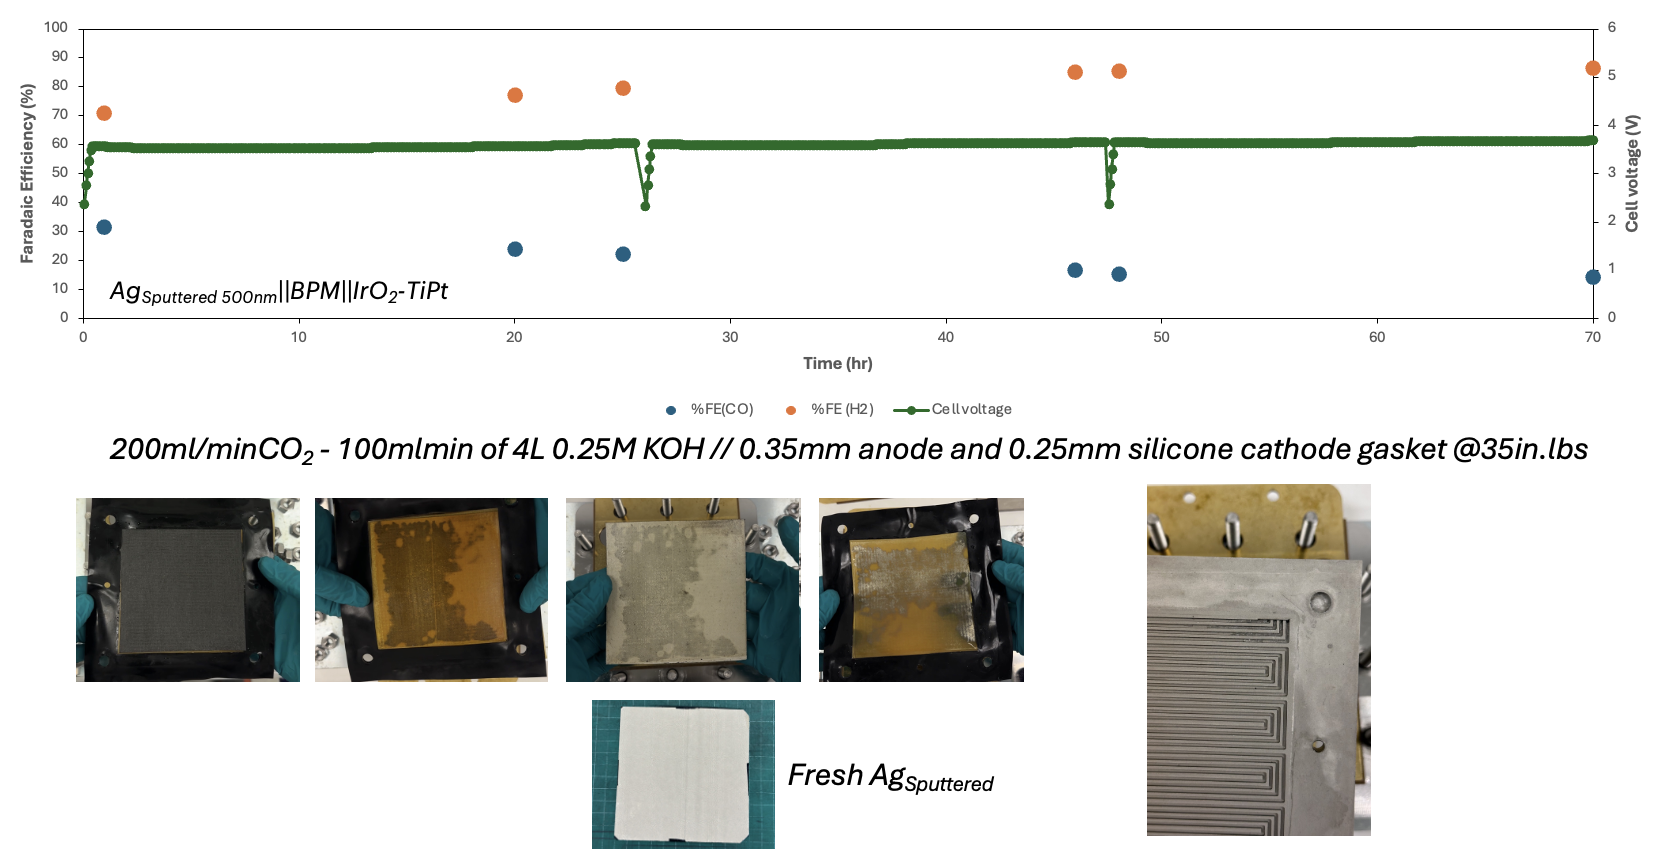 100
90
80
70
60
50
40
30
20
10
0
Faradaic Efficiency (%)
6
5
4
3
2
1
0
Cell voltage (V)
AgSputtered 500nm||BPM||IrO2-TiPt
0 10 20 30 40 50 60 70
Time (hr)
%FE(CO) %FE (H2) Cell voltage
200ml/minCO2 - 100mlmin of 4L 0.25M KOH // 0.35mm anode and 0.25mm silicone cathode gasket @35in.lbs
Fresh AgSputtered